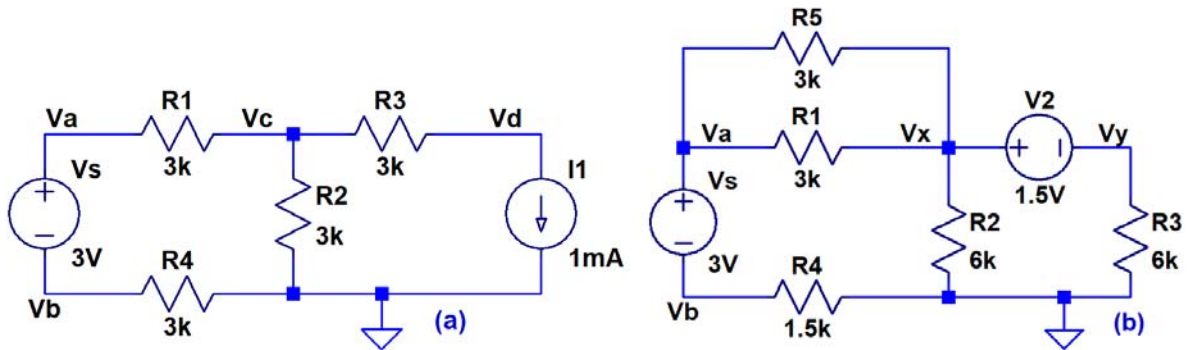 R1
R3
Va
Vc
Vd
3k
3k
Vs
I1
R2
3k
3V
1mA
R4
Vb
3k
(a)
R5
3k
V2
R1
Va
Vx
Vy
3k
Vs
1.5V
R2
R3
3V
6k
6k
R4
Vb
1.5k
(b)